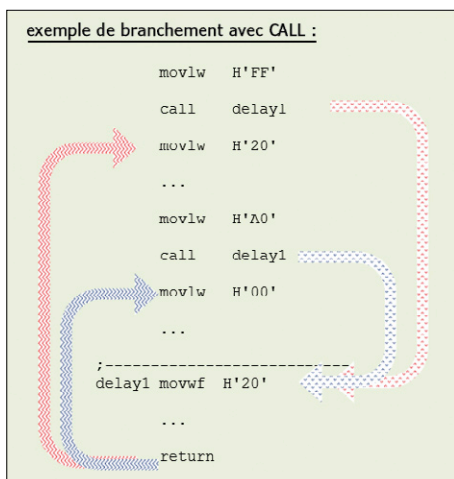 exemple de branchement avec CALL :
movlw H'FF'
call delay1
movlw H'20'
...
movlw H'A0'
call delay1
movlw H'00'
...
;-------------------------
delay1 movwf H'20'
...
return